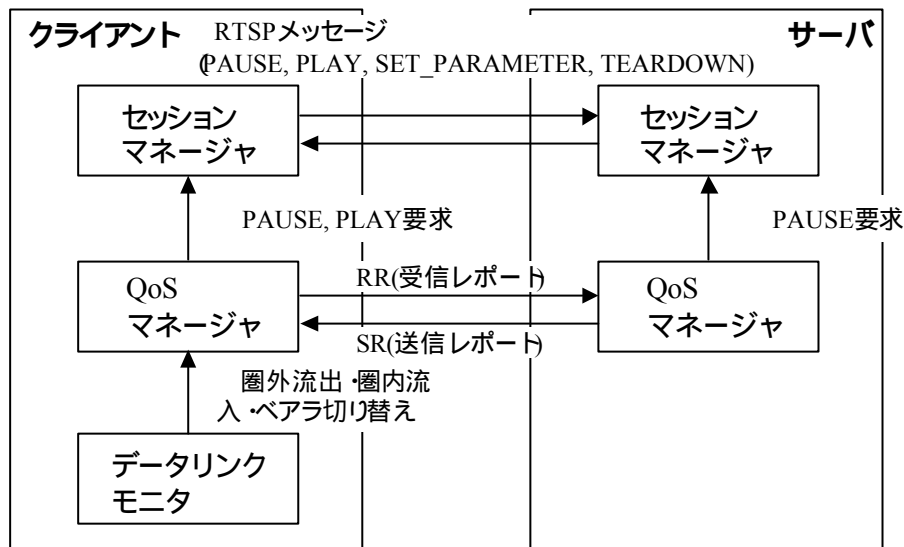 クライアント
RTSPメッセージ
サーバ
(PAUSE, PLAY, SET_PARAMETER, TEARDOWN)
セッション
マネージャ
セッション
マネージャ
PAUSE, PLAY要求
PAUSE要求
QoS
マネージャ
RR(受信レポート)
SR(送信レポート)
QoS
マネージャ
圏外流出・圏内流
入・ベアラ切り替え
データリンク
モニタ